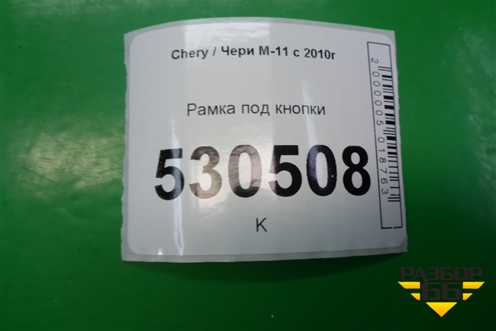 Chery / Чери М-11 с 2010г
Рамка под кнопки
530508
К
2000005018763
РАЗБОР
66